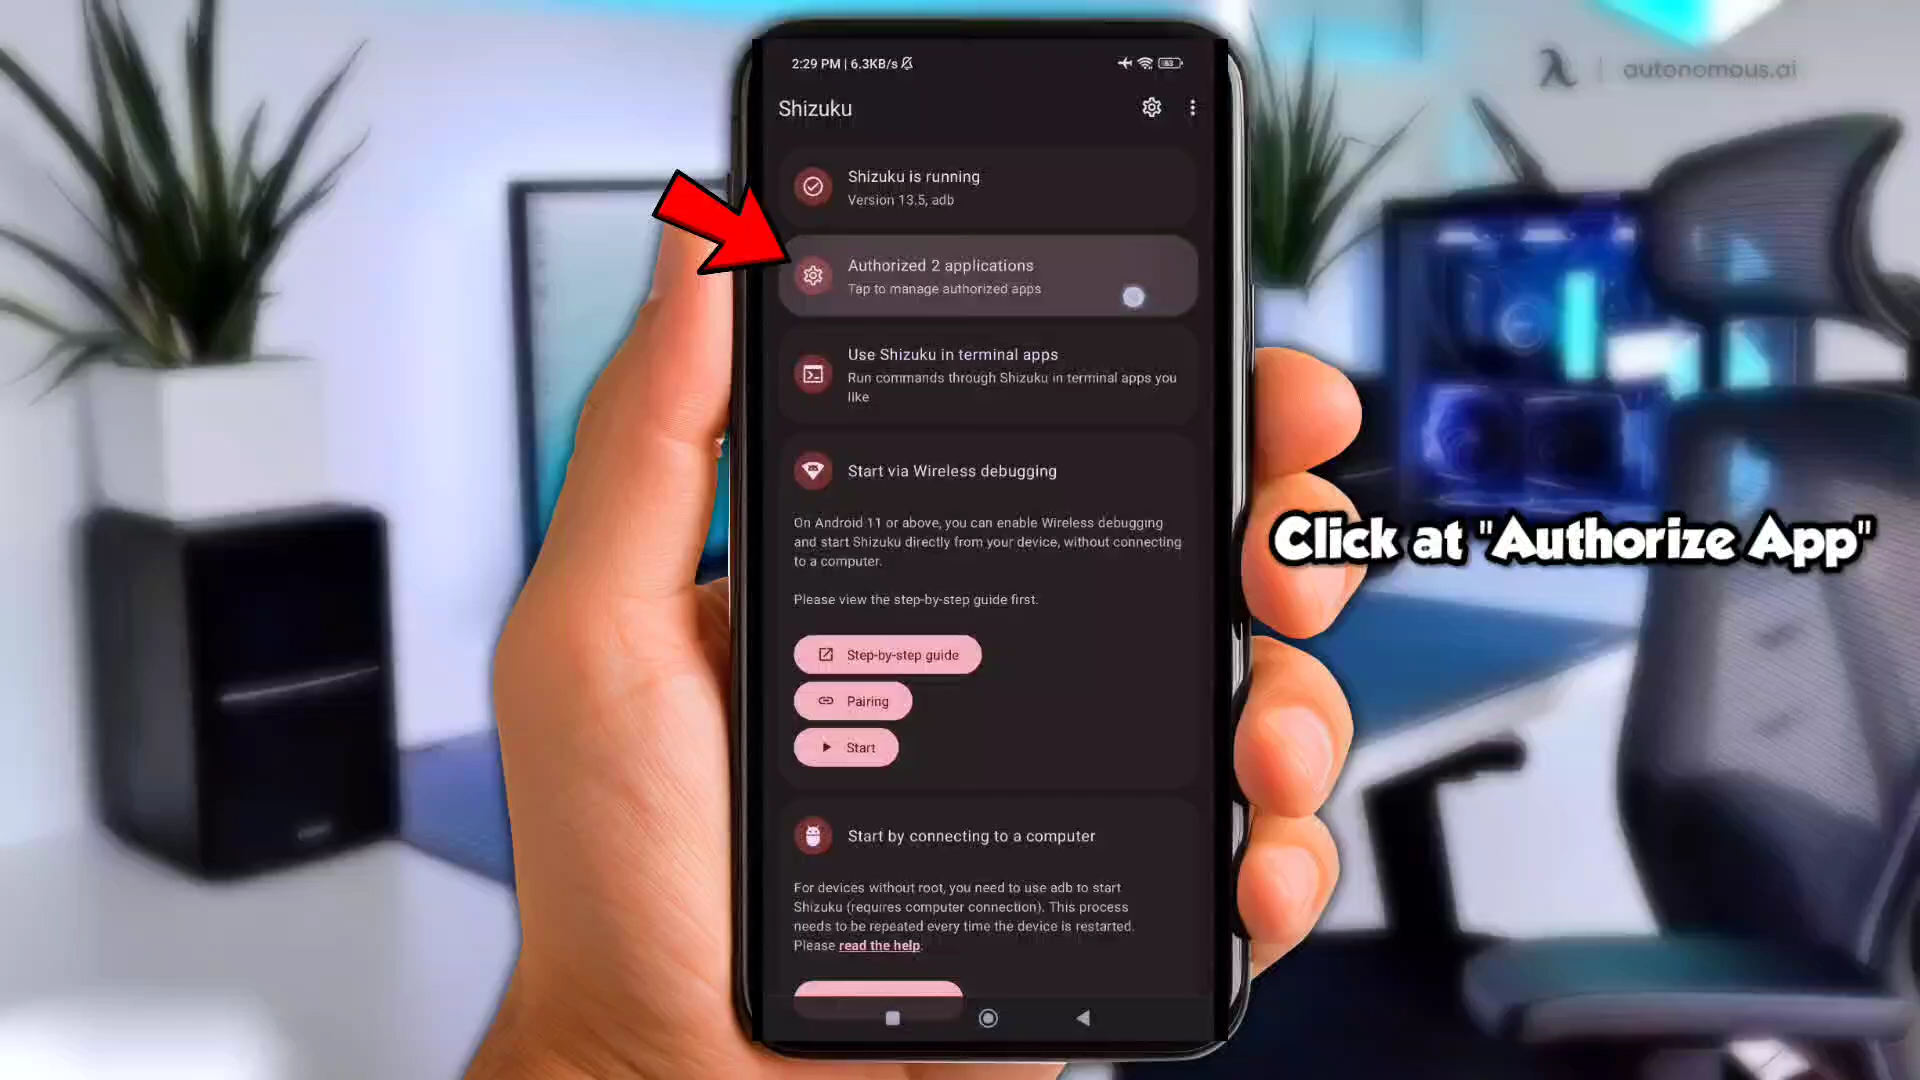 autonomous.ai
2:29 PM | 6.3KB/s
63
Shizuku
Shizuku is running
Version 13.5, adb
Authorized 2 applications
Tap to manage authorized apps
Use Shizuku in terminal apps
Run commands through Shizuku in terminal apps you
like
Start via Wireless debugging
On Android 11 or above, you can enable Wireless debugging
and start Shizuku directly from your device, without connecting
to a computer.
Please view the step-by-step guide first.
Step-by-step guide
Pairing
Start
Click at "Authorize App"
Start by connecting to a computer
For devices without root, you need to use adb to start
Shizuku (requires computer connection). This process
needs to be repeated every time the device is restarted.
Please read the help.